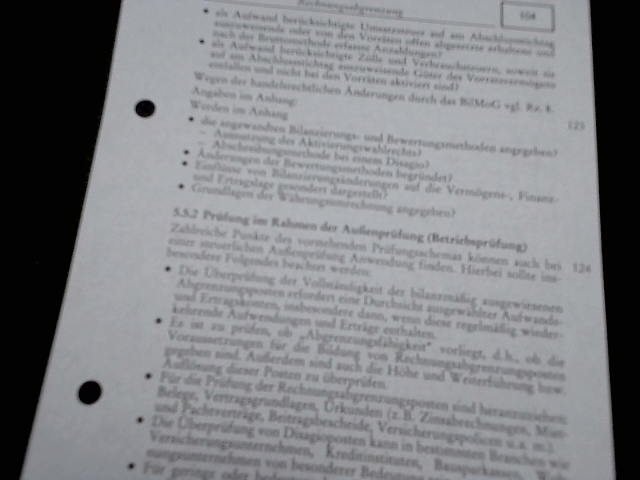 Rechnungsabgrenzung
104
• als Aufwand berücksichtigte Umsatzsteuer auf am Abschlussstichtag
auszuweisende oder von den Vorräten offen abgesetzte erhaltene und
nach der Bruttomethode erfasste Anzahlungen?
• als Aufwand berücksichtigte Zölle und Verbrauchsteuern, soweit sie
auf am Abschlussstichtag auszuweisende Güter des Vorratsvermögens
entfallen und nicht bei den Vorräten aktiviert sind?
Wegen der handelsrechtlichen Änderungen durch das BilMoG vgl. Rz. 8.
Angaben im Anhang: 123
Werden im Anhang
• die angewandten Bilanzierungs- und Bewertungsmethoden angegeben?
– Ausnutzung des Aktivierungswahlrechts?
– Abschreibungsmethode bei einem Disagio?
• Änderungen der Bewertungsmethoden begründet?
• Einflüsse von Bilanzierungsänderungen auf die Vermögens-, Finanz-
und Ertragslage gesondert dargestellt?
• Grundlagen der Währungsumrechnung angegeben?
5.5.2 Prüfung im Rahmen der Außenprüfung (Betriebsprüfung)
Zahlreiche Punkte des vorstehenden Prüfungsschemas können auch bei 124
einer steuerlichen Außenprüfung Anwendung finden. Hierbei sollte ins-
besondere Folgendes beachtet werden:
• Die Überprüfung der Vollständigkeit der bilanzmäßig ausgewiesenen
Abgrenzungsposten erfordert eine Durchsicht ausgewählter Aufwands-
und Ertragskonten, insbesondere dann, wenn diese regelmäßig wieder-
kehrende Aufwendungen und Erträge enthalten.
• Es ist zu prüfen, ob „Abgrenzungsfähigkeit" vorliegt, d.h., ob die
Voraussetzungen für die Bildung von Rechnungsabgrenzungsposten
gegeben sind. Außerdem sind auch die Höhe und Weiterführung bzw.
Auflösung dieser Posten zu überprüfen.
• Für die Prüfung der Rechnungsabgrenzungsposten sind heranzuziehen:
Belege, Vertragsgrundlagen, Urkunden (z.B. Zinsabrechnungen, Miet-
und Pachtverträge, Beitragsbescheide, Versicherungspolicen u.a.m.).
• Die Überprüfung von Disagioposten kann in bestimmten Branchen wie
Versicherungsunternehmen, Kreditinstituten, Bausparkassen,
nungsunternehmen von besonderer Bedeutung
• Für geringe oder